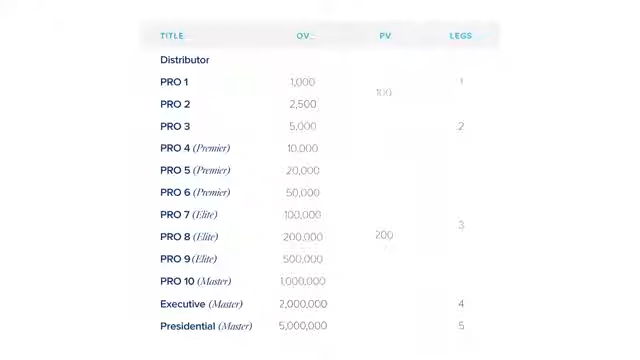 TITLE OV PV LEGS
Distributor
PRO 1 1,000 1
100
PRO 2 2,500
PRO 3 5,000 2
PRO 4 (Premier) 10,000
PRO 5 (Premier) 20,000
PRO 6 (Premier) 50,000
PRO 7 (Elite) 100,000
3
PRO 8 (Elite) 200,000 200
PRO 9 (Elite) 500,000
PRO 10 (Master) 1,000,000
Executive (Master) 2,000,000 4
Presidential (Master) 5,000,000 5